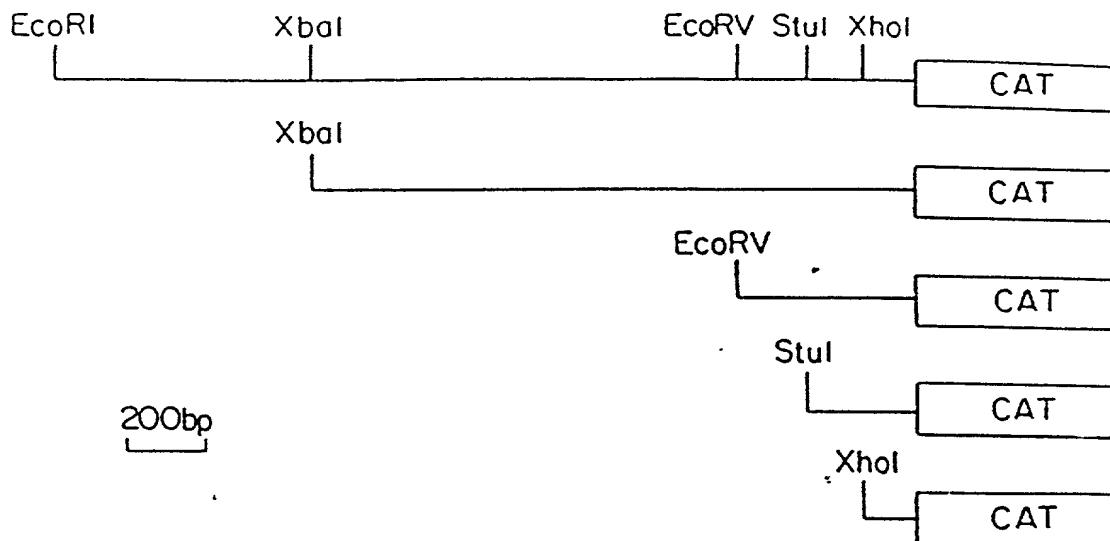 EcoRI XbaI EcoRV StuI XhoI
CAT
XbaI
CAT
EcoRV
CAT
StuI
CAT
200bp
XhoI
CAT